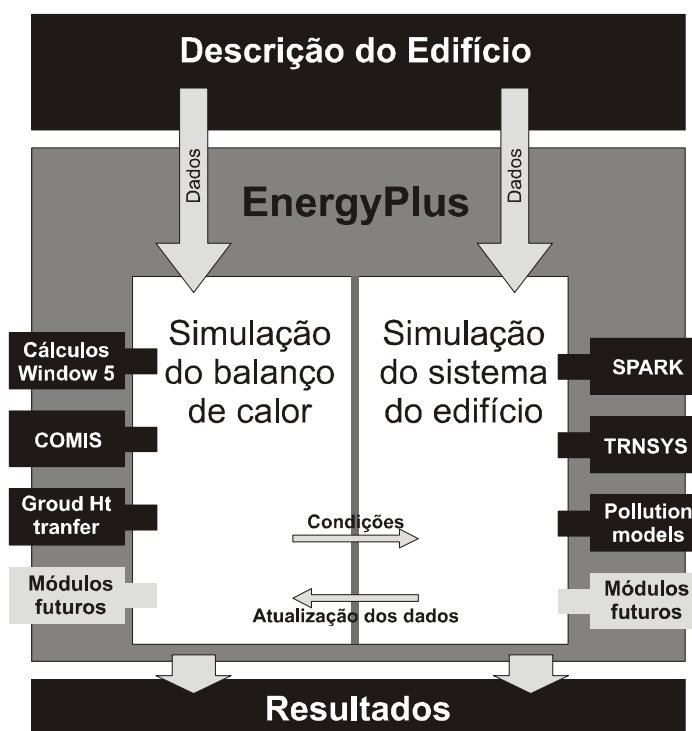 Descrição do Edifício
Dados
Dados
EnergyPlus
Simulação
do balanço
de calor
Simulação
do sistema
do edifício
Cálculos
Window 5
COMIS
Groud Ht
tranfer
Módulos
futuros
SPARK
TRNSYS
Pollution
models
Módulos
futuros
Condições
Atualização dos dados
Resultados